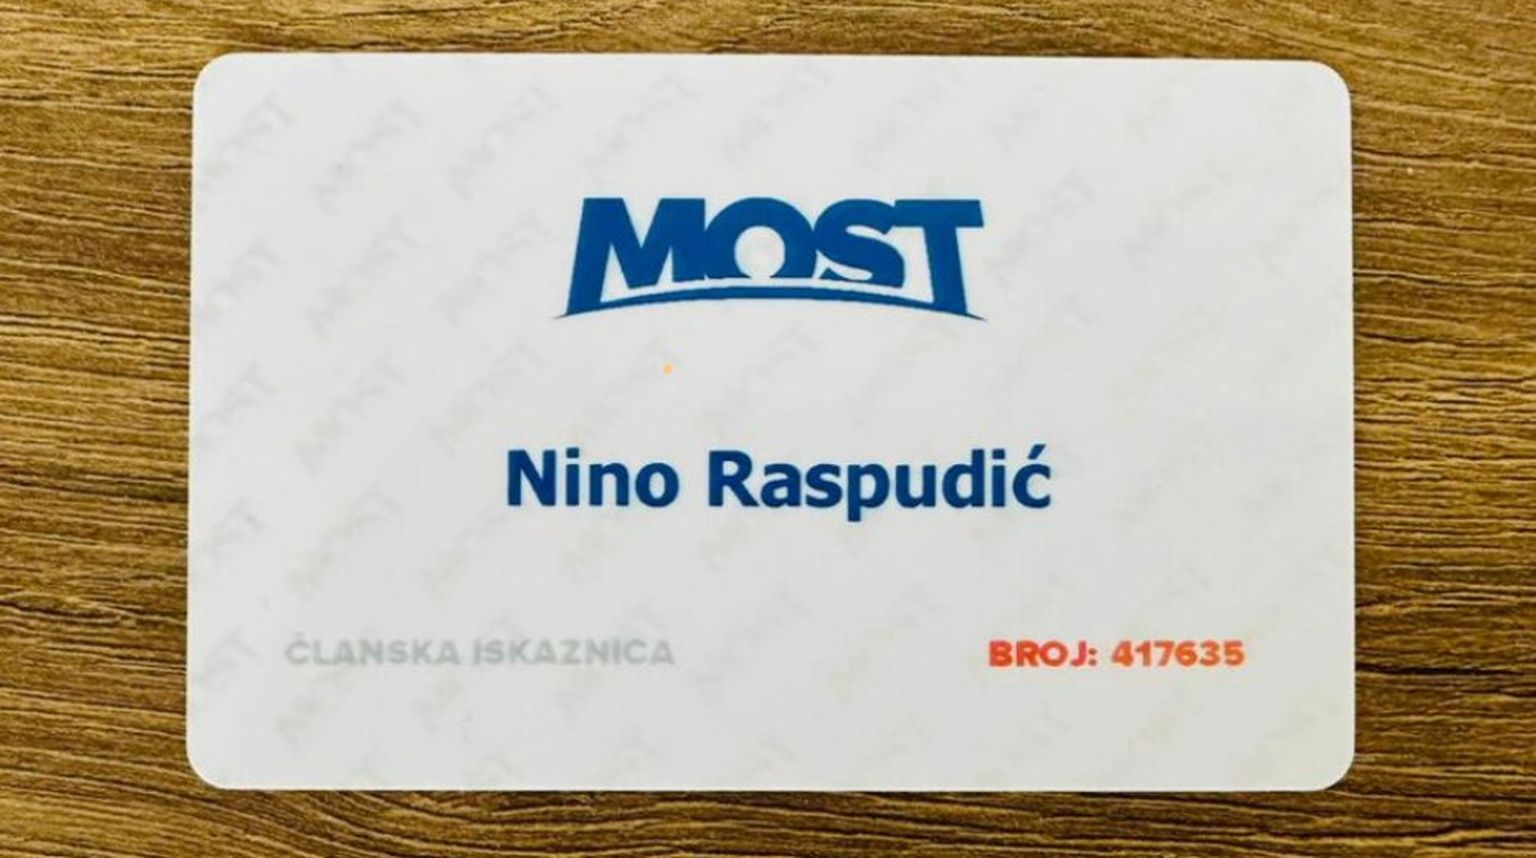 MOST
Nino Raspudić
ČLANSKA ISKAZNICA BROJ: 417635